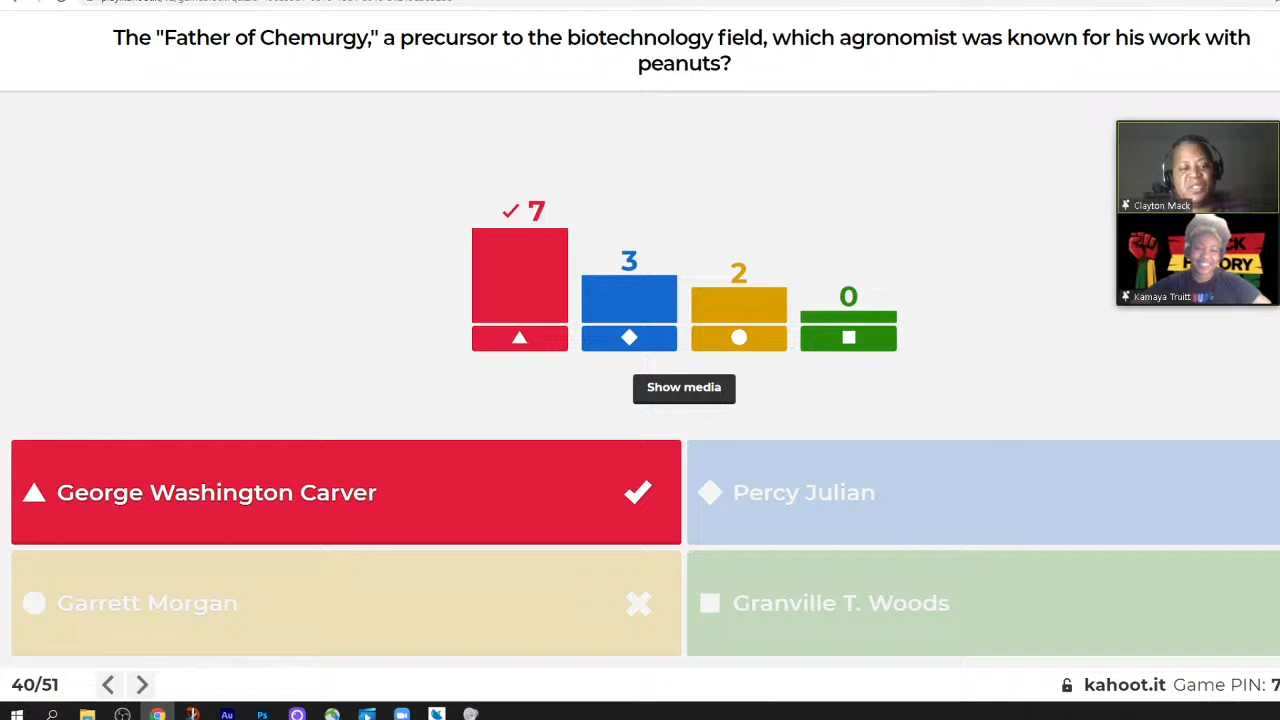 The "Father of Chemurgy," a precursor to the biotechnology field, which agronomist was known for his work with
peanuts?
7
3
2
0
Clayton Mack
Kamaya Truitt
Show media
George Washington Carver
Percy Julian
Garrett Morgan
Granville T. Woods
40/51
kahoot.it Game PIN: 7
Au
Ps